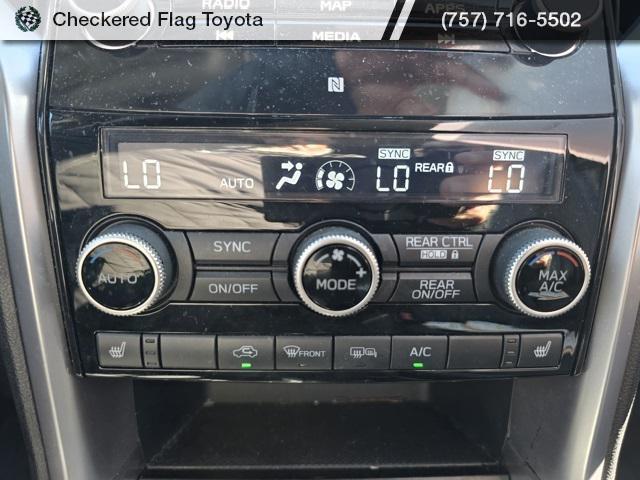 Checkered Flag Toyota
(757) 716-5502
RADIO MAP APPS
MEDIA
LO AUTO SYNC LO REAR SYNC LO
AUTO
SYNC
ON/OFF
MODE
REAR CTRL
HOLD
REAR
ON/OFF
MAX
A/C
FRONT
A/C